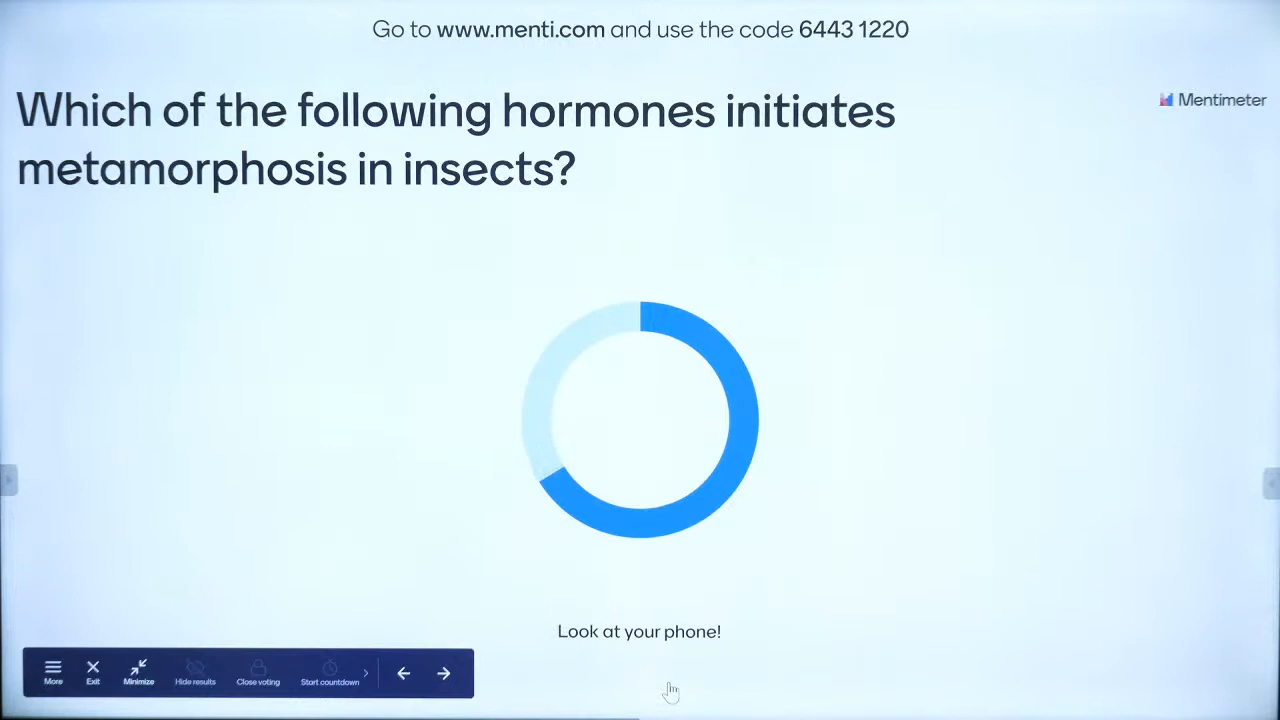 Go to www.menti.com and use the code 6443 1220
Which of the following hormones initiates
metamorphosis in insects?
Mentimeter
Look at your phone!
More
Exit
Minimize
Hide results
Close voting
Start countdown